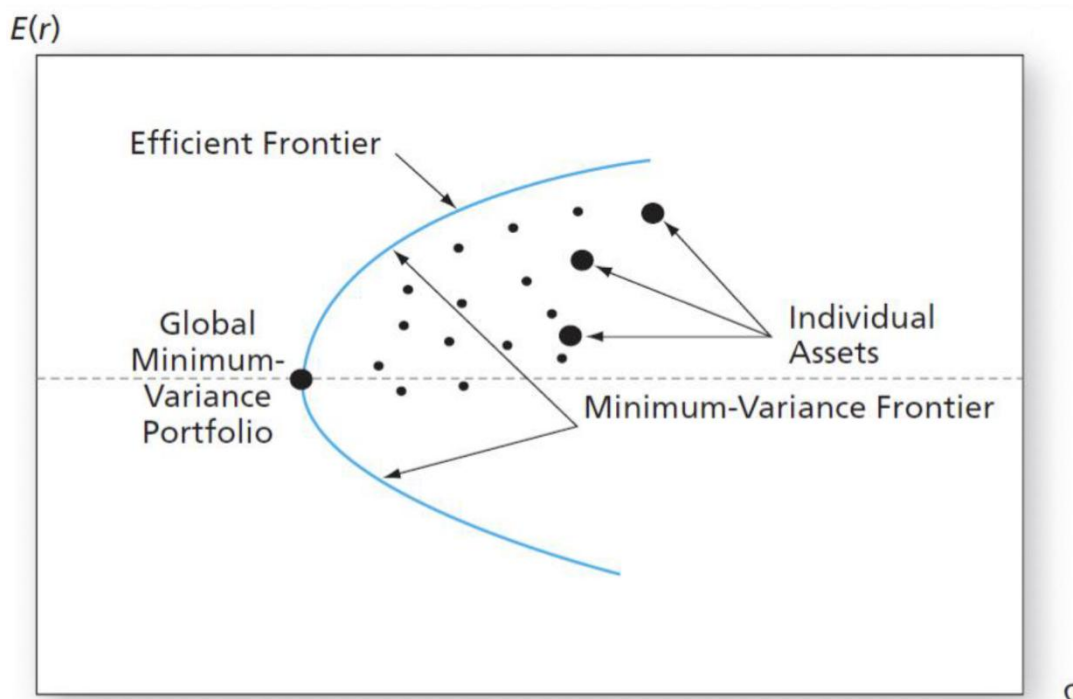 E(r)
Efficient Frontier
Global
Minimum-
Variance
Portfolio
Individual
Assets
Minimum-Variance Frontier